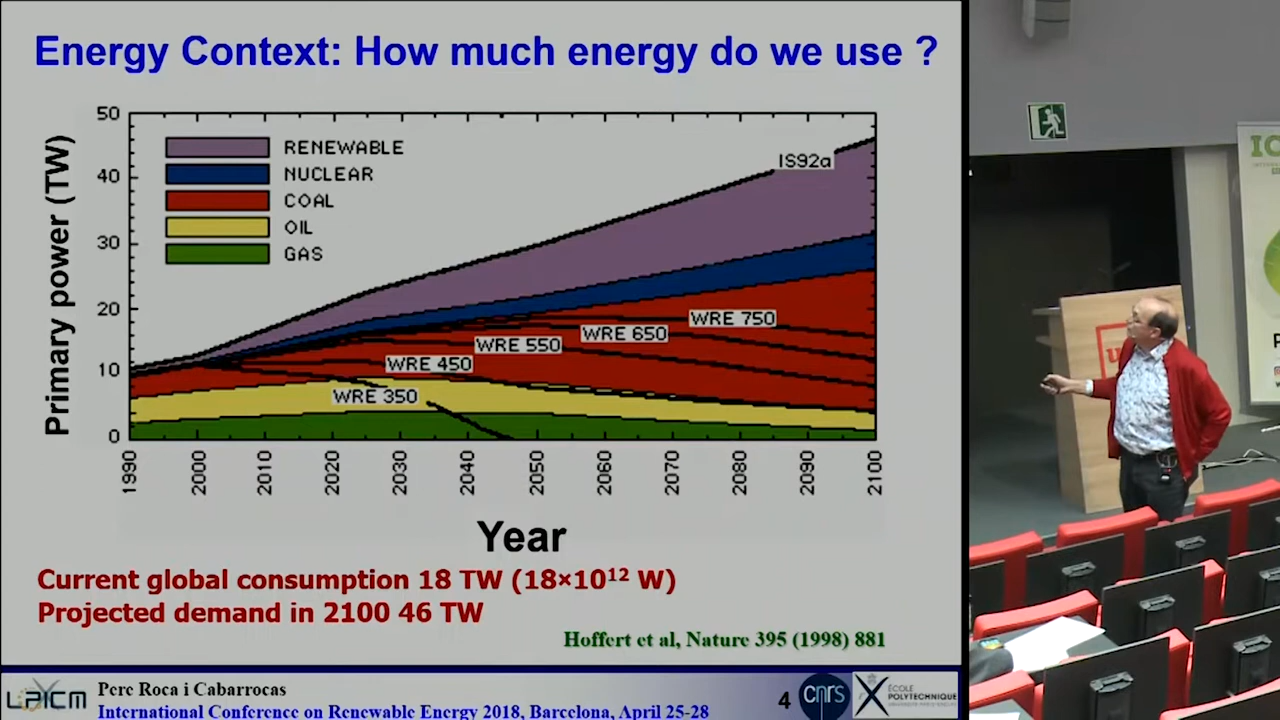 Energy Context: How much energy do we use ?
Primary power (TW)
50
40
30
20
10
0
RENEWABLE
NUCLEAR
COAL
OIL
GAS
IS92a
WRE 750
WRE 650
WRE 550
WRE 450
WRE 350
1990 2000 2010 2020 2030 2040 2050 2060 2070 2080 2090 2100
Year
Current global consumption 18 TW (18×10¹² W)
Projected demand in 2100 46 TW
Hoffert et al, Nature 395 (1998) 881
LPICM
Pere Roca i Cabarrocas
International Conference on Renewable Energy 2018, Barcelona, April 25-28
4
cnrs
X
ÉCOLE
POLYTECHNIQUE